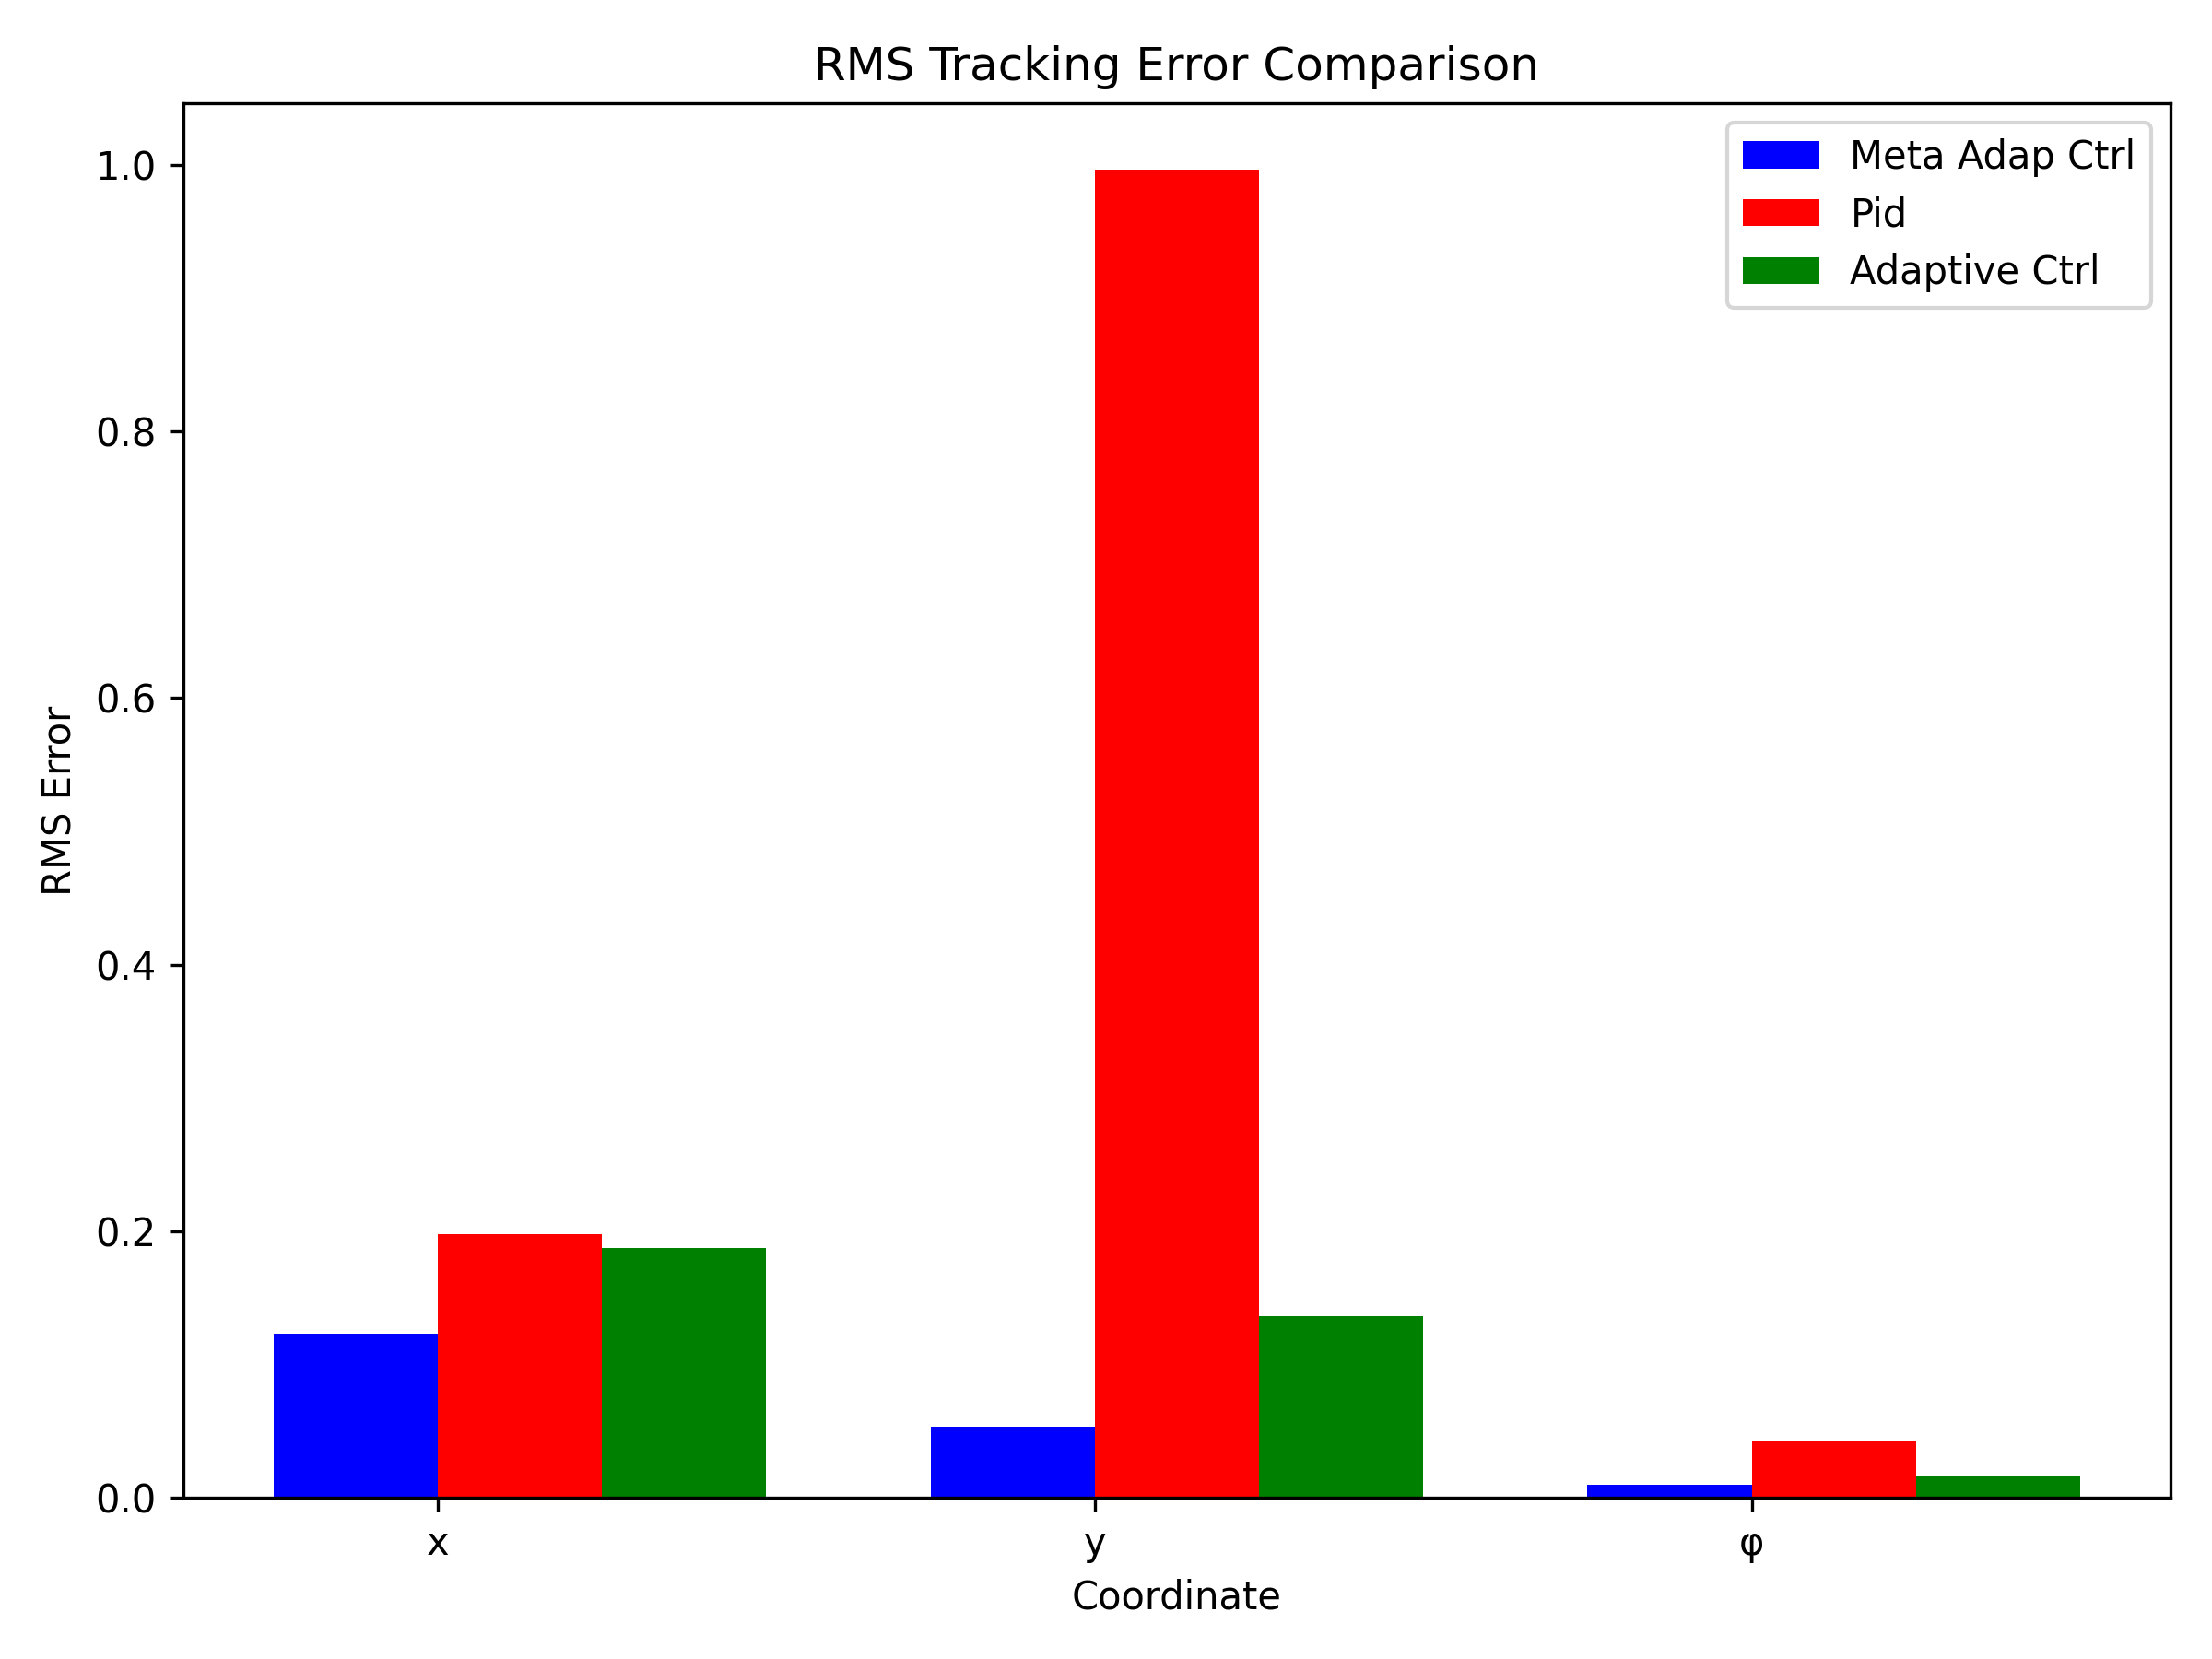 RMS Tracking Error Comparison
Meta Adap Ctrl
Pid
Adaptive Ctrl
1.0
0.8
0.6
0.4
0.2
0.0
RMS Error
x
y
φ
Coordinate